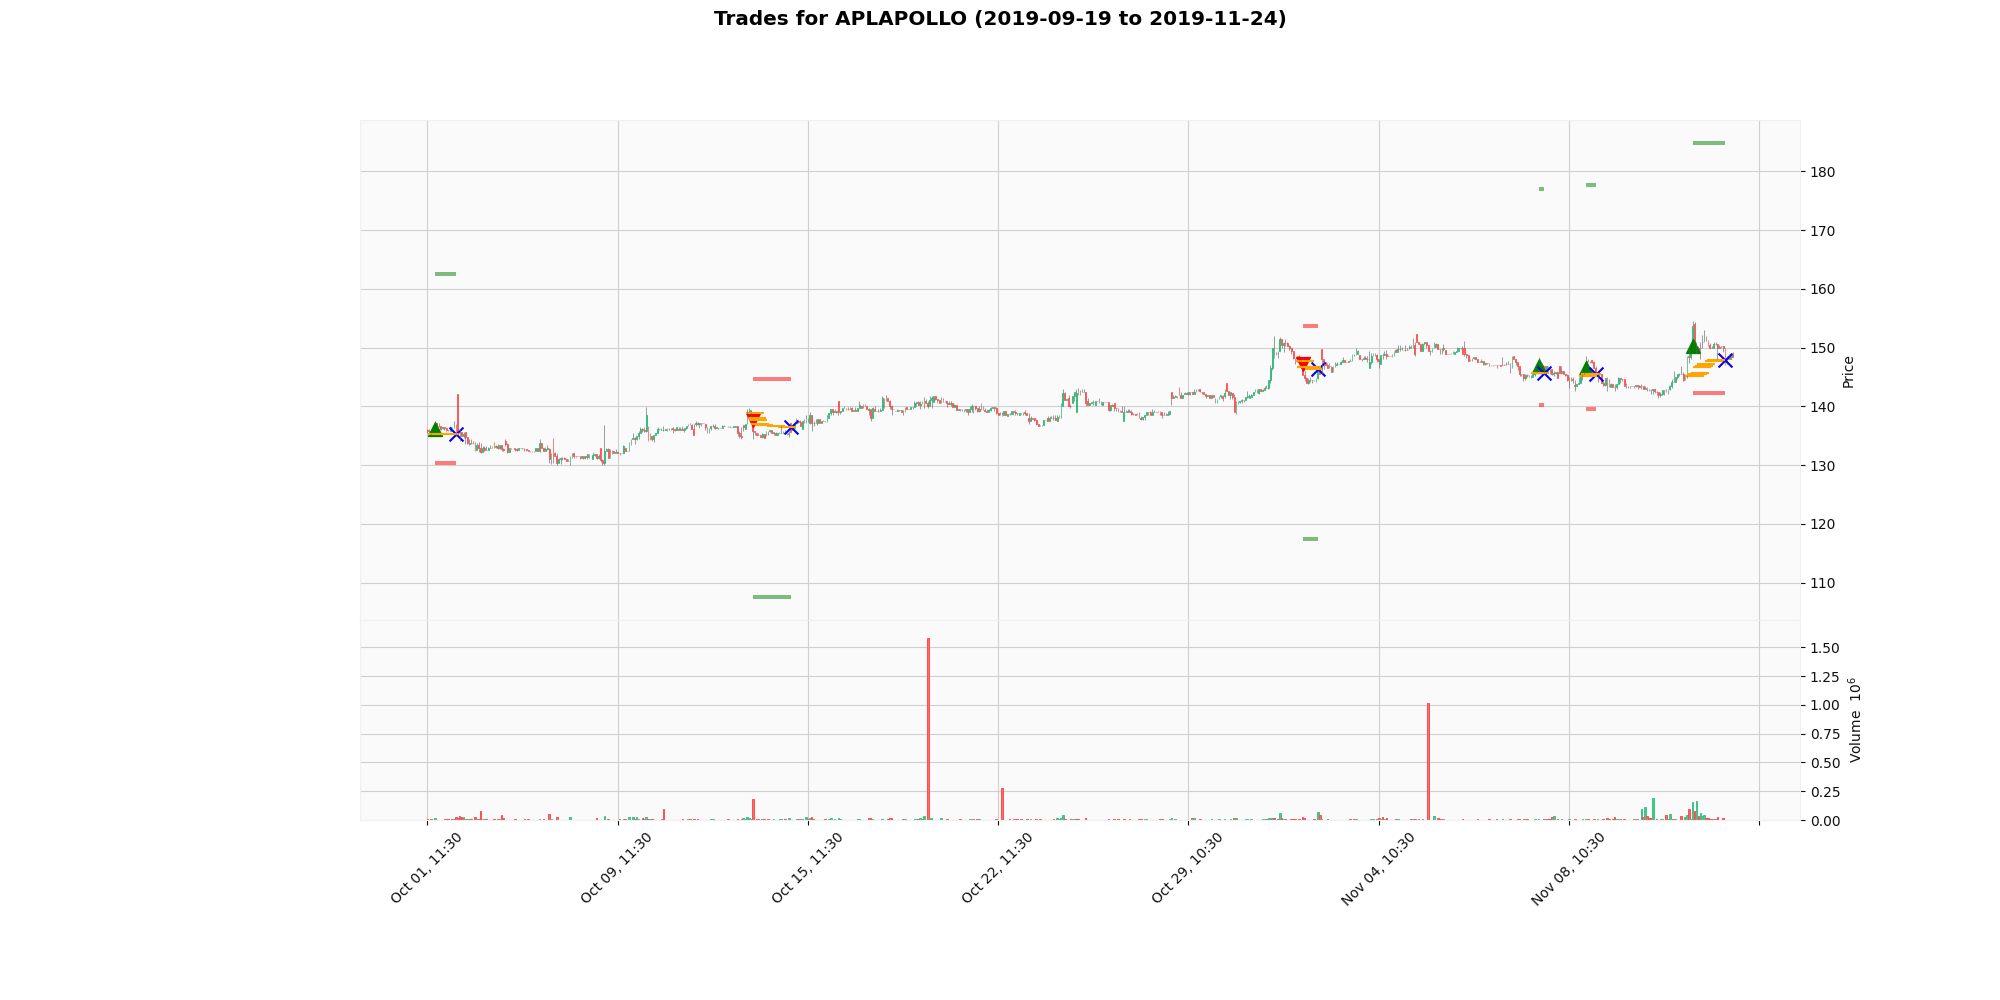 Trades for APLAPOLLO (2019-09-19 to 2019-11-24)
180
170
160
150
140
130
120
110
Price
1.50
1.25
1.00
0.75
0.50
0.25
0.00
Volume 10^6
Oct 01, 11:30
Oct 09, 11:30
Oct 15, 11:30
Oct 22, 11:30
Oct 29, 10:30
Nov 04, 10:30
Nov 08, 10:30